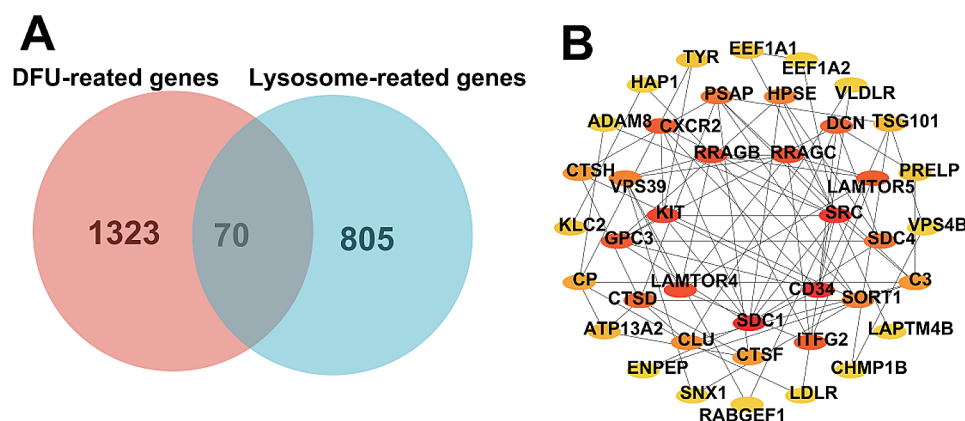 A
DFU-reated genes
Lysosome-reated genes
1323
70
805
B
TYR
EEF1A1
EEF1A2
HAP1
PSAP
HPSE
VLDLR
ADAM8
CXCR2
DCN
TSG101
RRAGB
RRAGC
CTSH
VPS39
LAMTOR5
PRELP
KLC2
KIT
SRC
VPS4B
GPC3
SDC4
CP
LAMTOR4
CD34
C3
CTSD
SORT1
ATP13A2
CLU
SDC1
ITFG2
LAPTM4B
ENPEP
CTSF
CHMP1B
SNX1
LDLR
RABGEF1